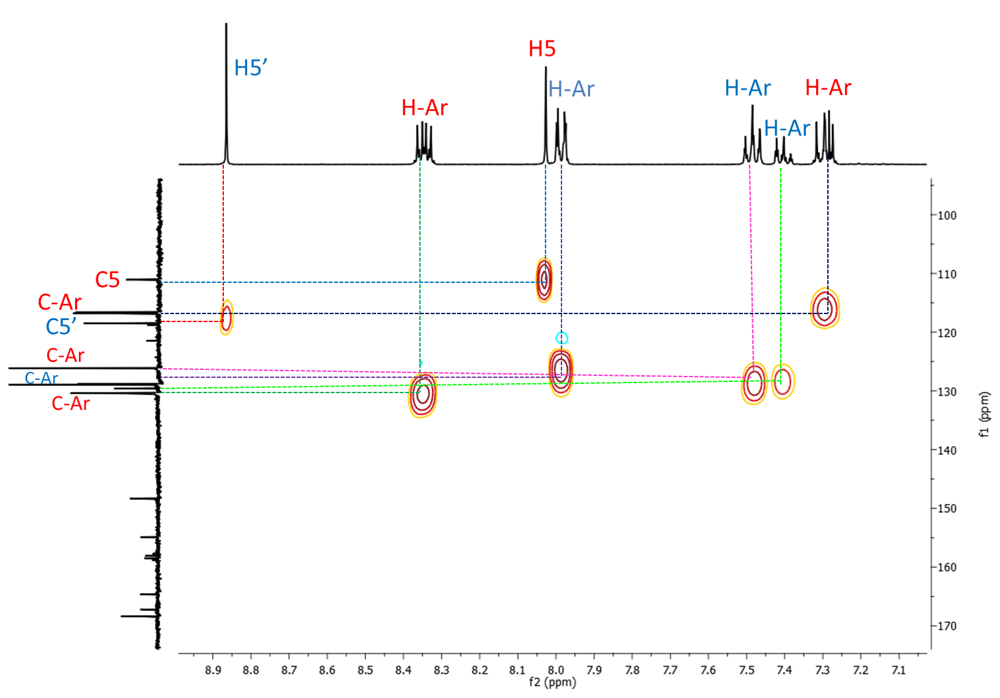 H5
H5’
H-Ar
H-Ar
H-Ar
H-Ar
H-Ar
C5
C-Ar
C5’
C-Ar
C-Ar
C-Ar
100
110
120
130
140
150
160
170
f1 (ppm)
8.9 8.8 8.7 8.6 8.5 8.4 8.3 8.2 8.1 8.0 7.9 7.8 7.7 7.6 7.5 7.4 7.3 7.2 7.1
f2 (ppm)